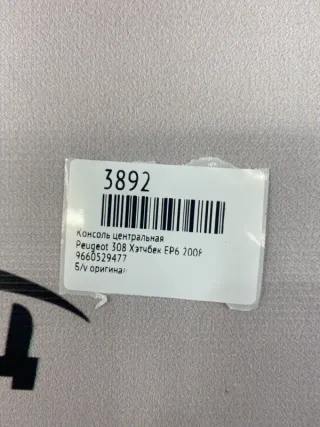 3892
Консоль центральная
Peugeot 308 Хэтчбек EP6 2008
9660529477
Б/у оригинал